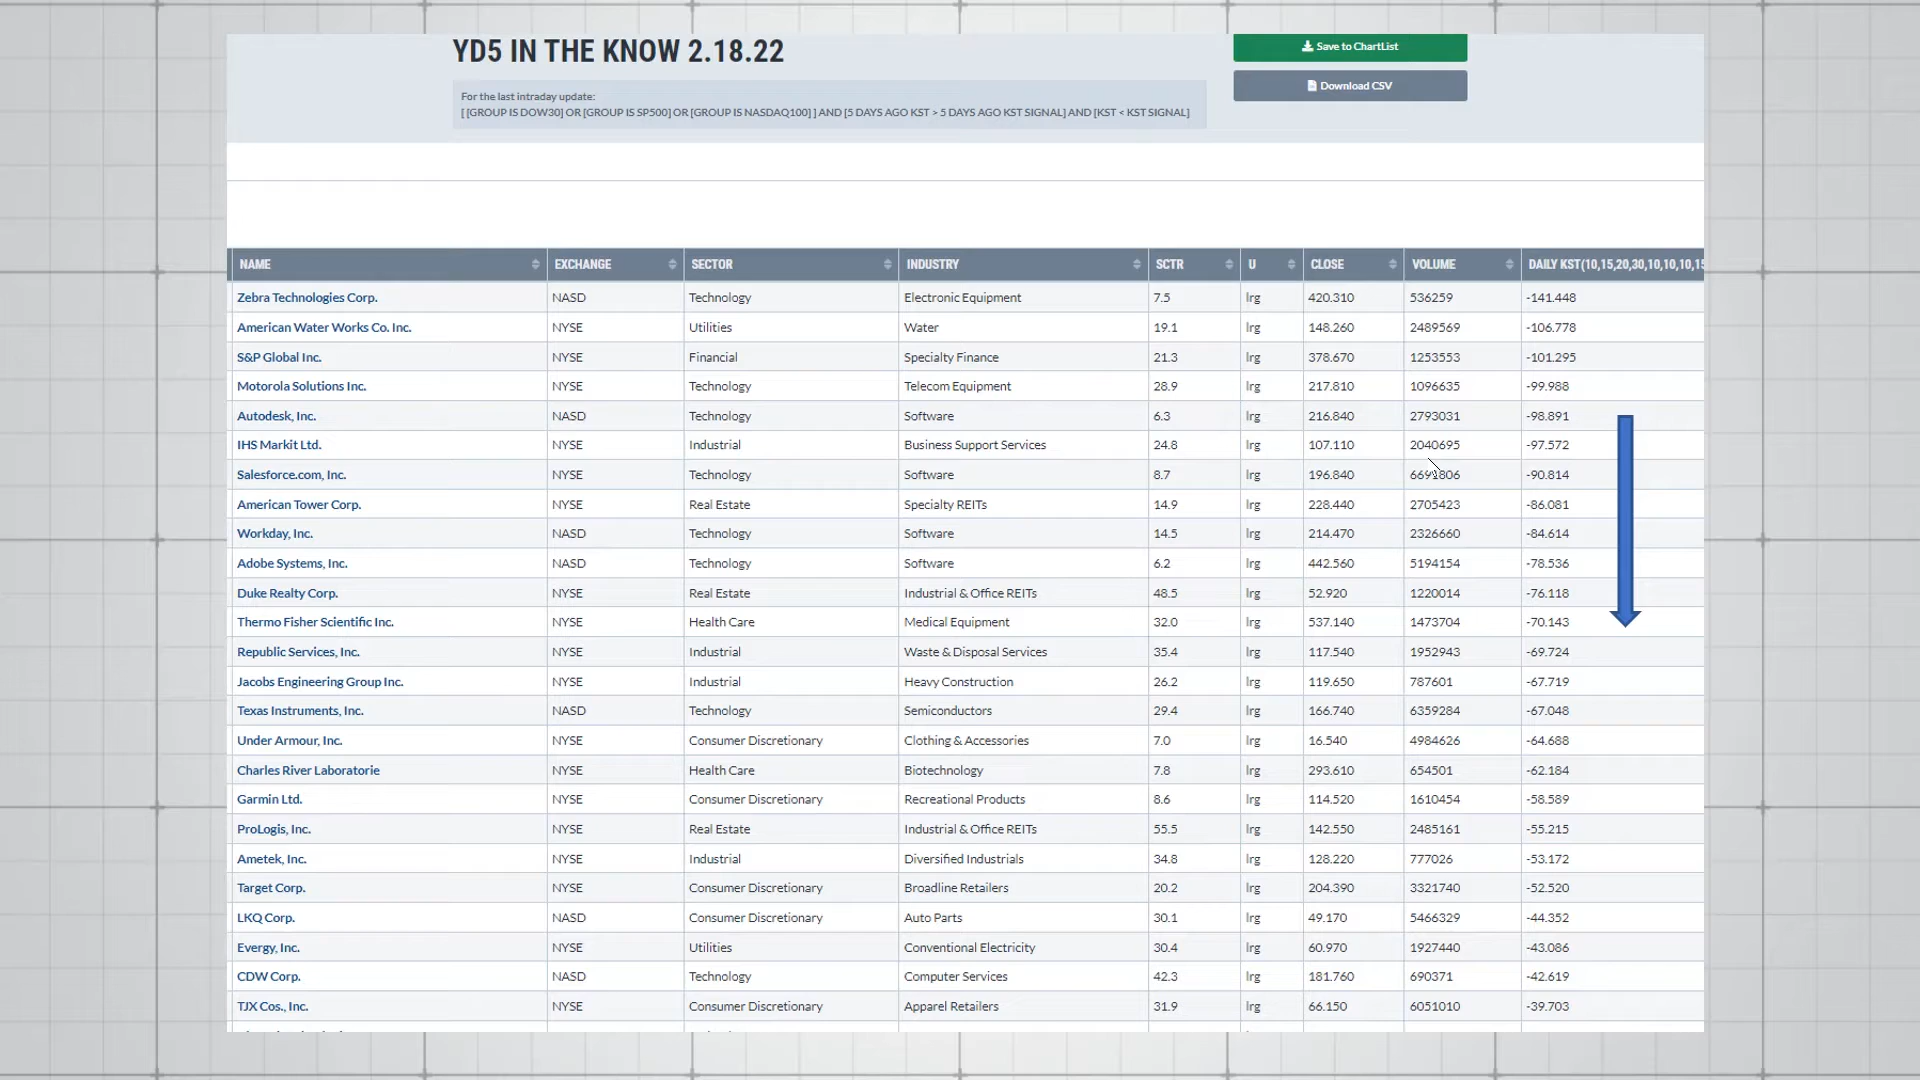 YD5 IN THE KNOW 2.18.22
Save to ChartList
Download CSV
For the last intraday update:
[ [GROUP IS DOW30] OR [GROUP IS SP500] OR [GROUP IS NASDAQ100] ] AND [5 DAYS AGO KST > 5 DAYS AGO KST SIGNAL] AND [KST < KST SIGNAL]
NAME EXCHANGE SECTOR INDUSTRY SCTR U CLOSE VOLUME DAILY KST(10,15,20,30,10,10,10,15
Zebra Technologies Corp. NASD Technology Electronic Equipment 7.5 lrg 420.310 536259 -141.448
American Water Works Co. Inc. NYSE Utilities Water 19.1 lrg 148.260 2489569 -106.778
S&P Global Inc. NYSE Financial Specialty Finance 21.3 lrg 378.670 1253553 -101.295
Motorola Solutions Inc. NYSE Technology Telecom Equipment 28.9 lrg 217.810 1096635 -99.988
Autodesk, Inc. NASD Technology Software 6.3 lrg 216.840 2793031 -98.891
IHS Markit Ltd. NYSE Industrial Business Support Services 24.8 lrg 107.110 2040695 -97.572
Salesforce.com, Inc. NYSE Technology Software 8.7 lrg 196.840 -90.814
American Tower Corp. NYSE Real Estate Specialty REITs 14.9 lrg 228.440 2705423 -86.081
Workday, Inc. NASD Technology Software 14.5 lrg 214.470 2326660 -84.614
Adobe Systems, Inc. NASD Technology Software 6.2 lrg 442.560 5194154 -78.536
Duke Realty Corp. NYSE Real Estate Industrial & Office REITs 48.5 lrg 52.920 1220014 -76.118
Thermo Fisher Scientific Inc. NYSE Health Care Medical Equipment 32.0 lrg 537.140 1473704 -70.143
Republic Services, Inc. NYSE Industrial Waste & Disposal Services 35.4 lrg 117.540 1952943 -69.724
Jacobs Engineering Group Inc. NYSE Industrial Heavy Construction 26.2 lrg 119.650 787601 -67.719
Texas Instruments, Inc. NASD Technology Semiconductors 29.4 lrg 166.740 6359284 -67.048
Under Armour, Inc. NYSE Consumer Discretionary Clothing & Accessories 7.0 lrg 16.540 4984626 -64.688
Charles River Laboratorie NYSE Health Care Biotechnology 7.8 lrg 293.610 654501 -62.184
Garmin Ltd. NYSE Consumer Discretionary Recreational Products 8.6 lrg 114.520 1610454 -58.589
ProLogis, Inc. NYSE Real Estate Industrial & Office REITs 55.5 lrg 142.550 2485161 -55.215
Ametek, Inc. NYSE Industrial Diversified Industrials 34.8 lrg 128.220 777026 -53.172
Target Corp. NYSE Consumer Discretionary Broadline Retailers 20.2 lrg 204.390 3321740 -52.520
LKQ Corp. NASD Consumer Discretionary Auto Parts 30.1 lrg 49.170 5466329 -44.352
Evergy, Inc. NYSE Utilities Conventional Electricity 30.4 lrg 60.970 1927440 -43.086
CDW Corp. NASD Technology Computer Services 42.3 lrg 181.760 690371 -42.619
TJX Cos., Inc. NYSE Consumer Discretionary Apparel Retailers 31.9 lrg 66.150 6051010 -39.703